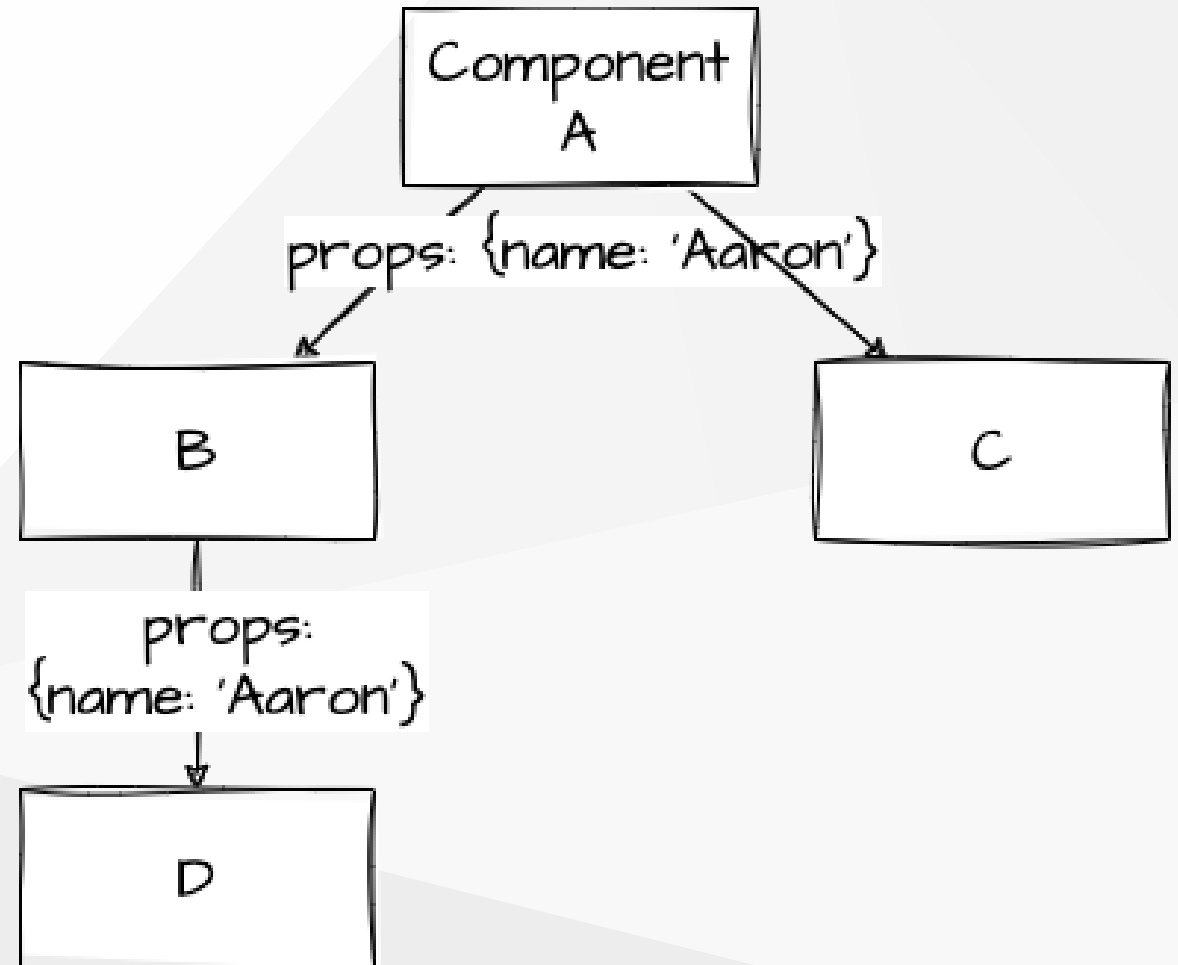 Component
A
props: {name: 'Aaron'}
B
C
props:
{name: 'Aaron'}
D